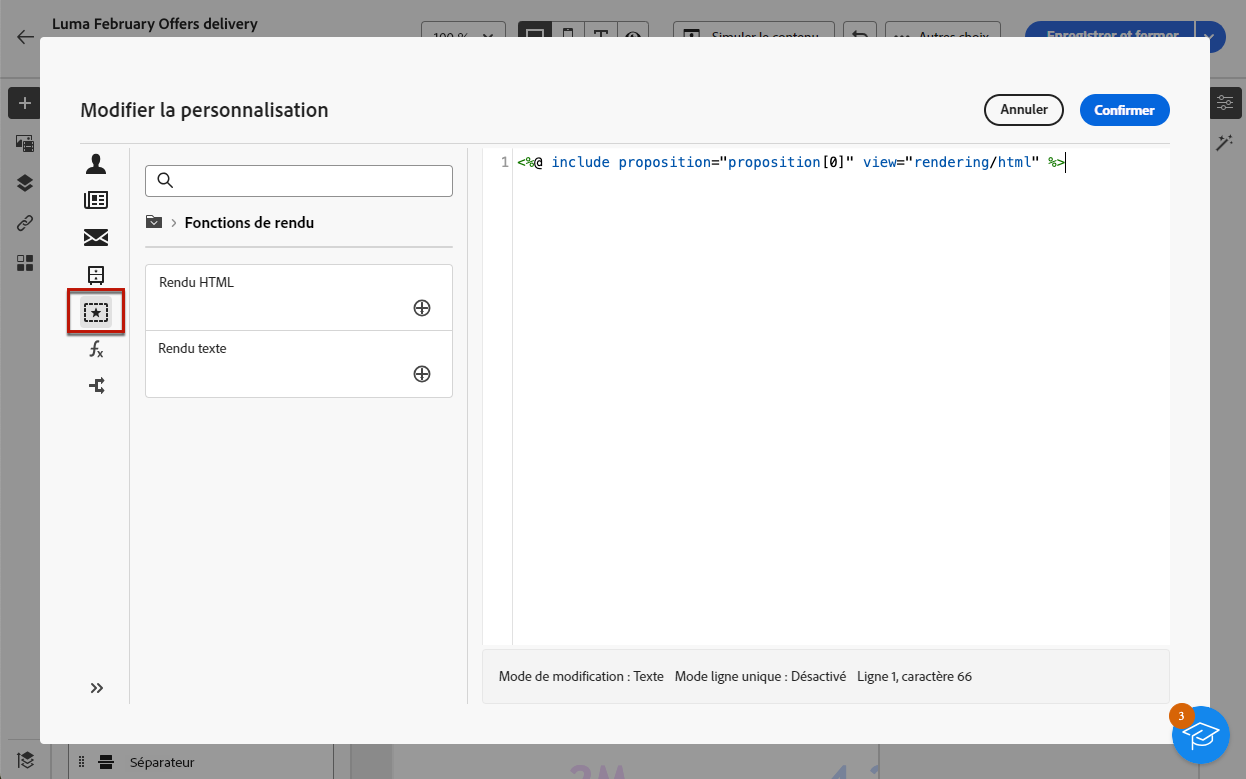 Luma February Offers delivery
100 %
Simuler le contenu
Autres choix
Enregistrer et fermer
Modifier la personnalisation
Annuler
Confirmer
1 <%@ include proposition="proposition[0]" view="rendering/html" %>
Fonctions de rendu
Rendu HTML
Rendu texte
Mode de modification : Texte Mode ligne unique : Désactivé Ligne 1, caractère 66
3
Séparateur
2M